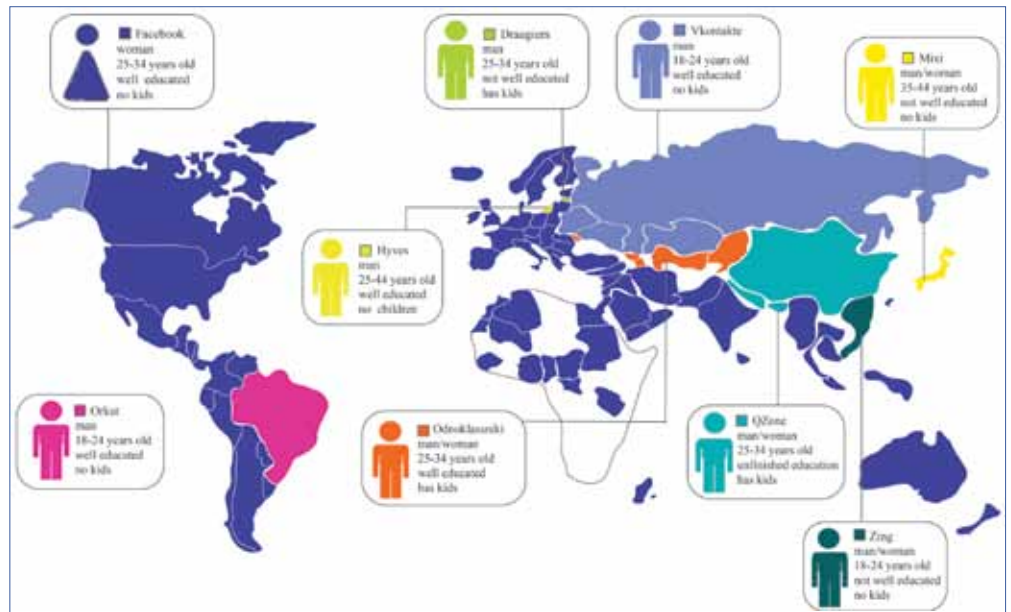 Facebook
woman
25-34 years old
well educated
no kids
Draugiem
man
25-34 years old
not well educated
has kids
Vkontakte
man
18-24 years old
well educated
no kids
Mixi
man/woman
35-44 years old
not well educated
no kids
Hyves
man
25-44 years old
well educated
no children
Orkut
man
18-24 years old
well educated
no kids
Odnoklassniki
man/woman
25-34 years old
well educated
has kids
QZone
man/woman
25-34 years old
unfinished education
has kids
Zing
man/woman
18-24 years old
not well educated
no kids